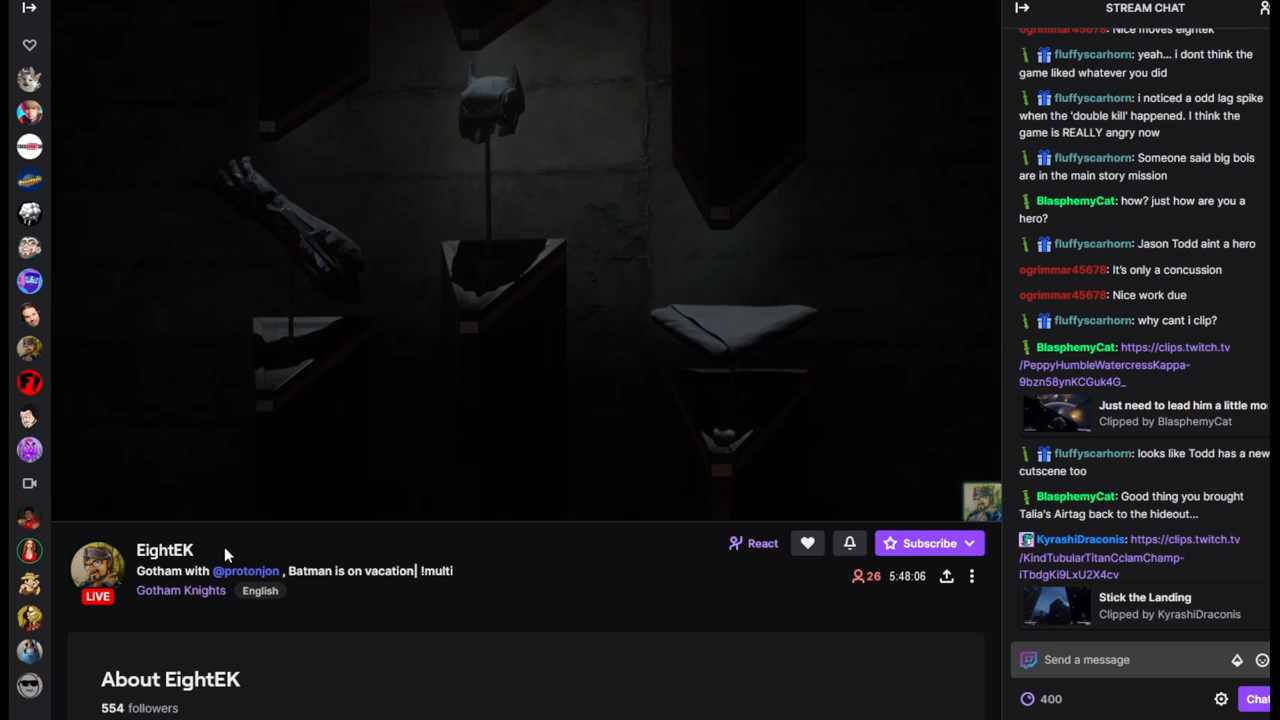 STREAM CHAT
ogrimmar45678: Nice moves eightek
fluffyscarhorn: yeah... i dont think the
game liked whatever you did
fluffyscarhorn: i noticed a odd lag spike
when the 'double kill' happened. I think the
game is REALLY angry now
fluffyscarhorn: Someone said big bois
are in the main story mission
BlasphemyCat: how? just how are you a
hero?
fluffyscarhorn: Jason Todd aint a hero
ogrimmar45678: It's only a concussion
ogrimmar45678: Nice work due
fluffyscarhorn: why cant i clip?
BlasphemyCat: https://clips.twitch.tv
/PeppyHumbleWatercressKappa-
9bzn58ynKCGuk4G_
Just need to lead him a little mo
Clipped by BlasphemyCat
fluffyscarhorn: looks like Todd has a new
cutscene too
BlasphemyCat: Good thing you brought
Talia's Airtag back to the hideout...
KyrashiDraconis: https://clips.twitch.tv
/KindTubularTitanCclamChamp-
iTbdgKi9LxU2X4cv
Stick the Landing
Clipped by KyrashiDraconis
Send a message
400
Chat
EightEK
Gotham with @protonjon , Batman is on vacation| !multi
Gotham Knights English
LIVE
React
Subscribe
26 5:48:06
About EightEK
554 followers